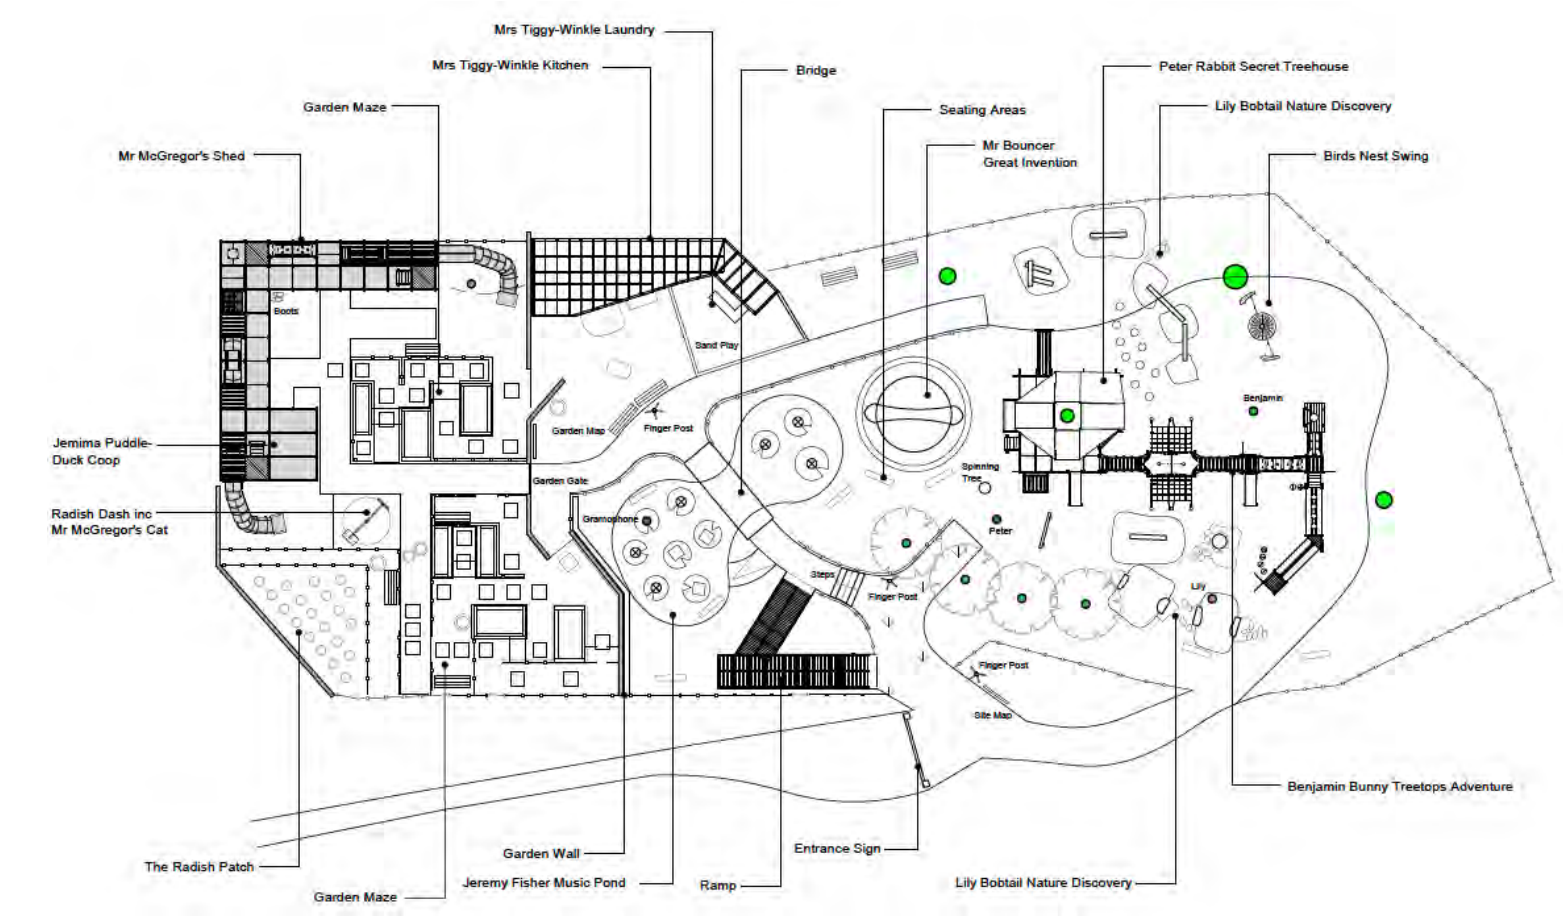 Mrs Tiggy-Winkle Laundry
Mrs Tiggy-Winkle Kitchen
Bridge
Peter Rabbit Secret Treehouse
Garden Maze
Seating Areas
Lily Bobtail Nature Discovery
Mr McGregor's Shed
Mr Bouncer
Great Invention
Birds Nest Swing
Boots
Sand Play
Benjamin
Garden Map
Finger Post
Jemima Puddle-
Duck Coop
Spinning
Tree
Garden Gate
Radish Dash inc
Mr McGregor's Cat
Gramophone
Peter
Steps
Finger Post
Lily
Finger Post
Site Map
Benjamin Bunny Treetops Adventure
The Radish Patch
Garden Wall
Entrance Sign
Garden Maze
Jeremy Fisher Music Pond
Ramp
Lily Bobtail Nature Discovery